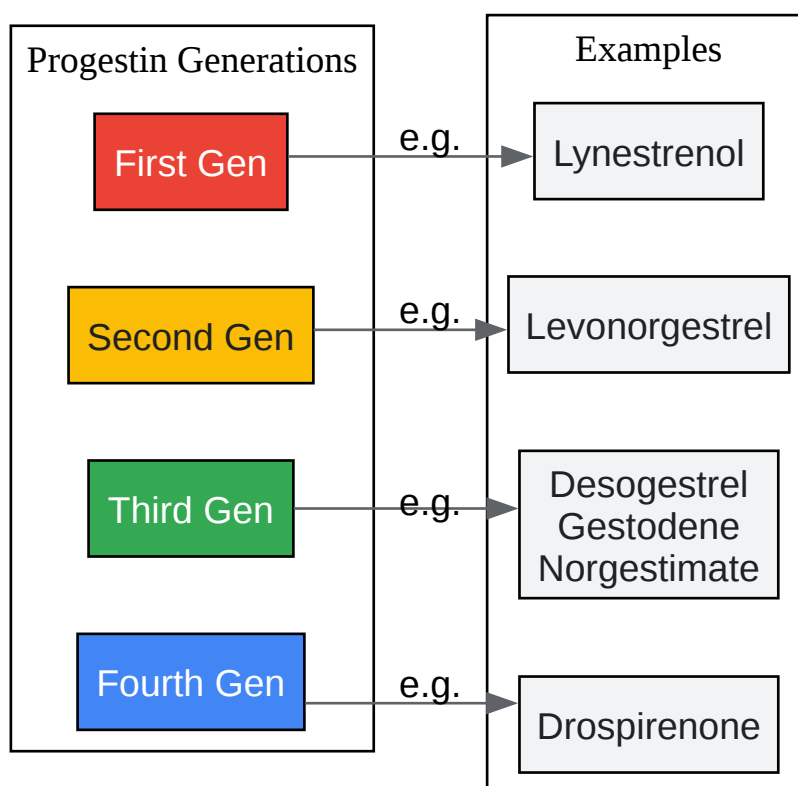 Progestin Generations
Examples
First Gen
e.g.
Lynestrenol
Second Gen
e.g.
Levonorgestrel
Third Gen
e.g.
Desogestrel
Gestodene
Norgestimate
Fourth Gen
e.g.
Drospirenone